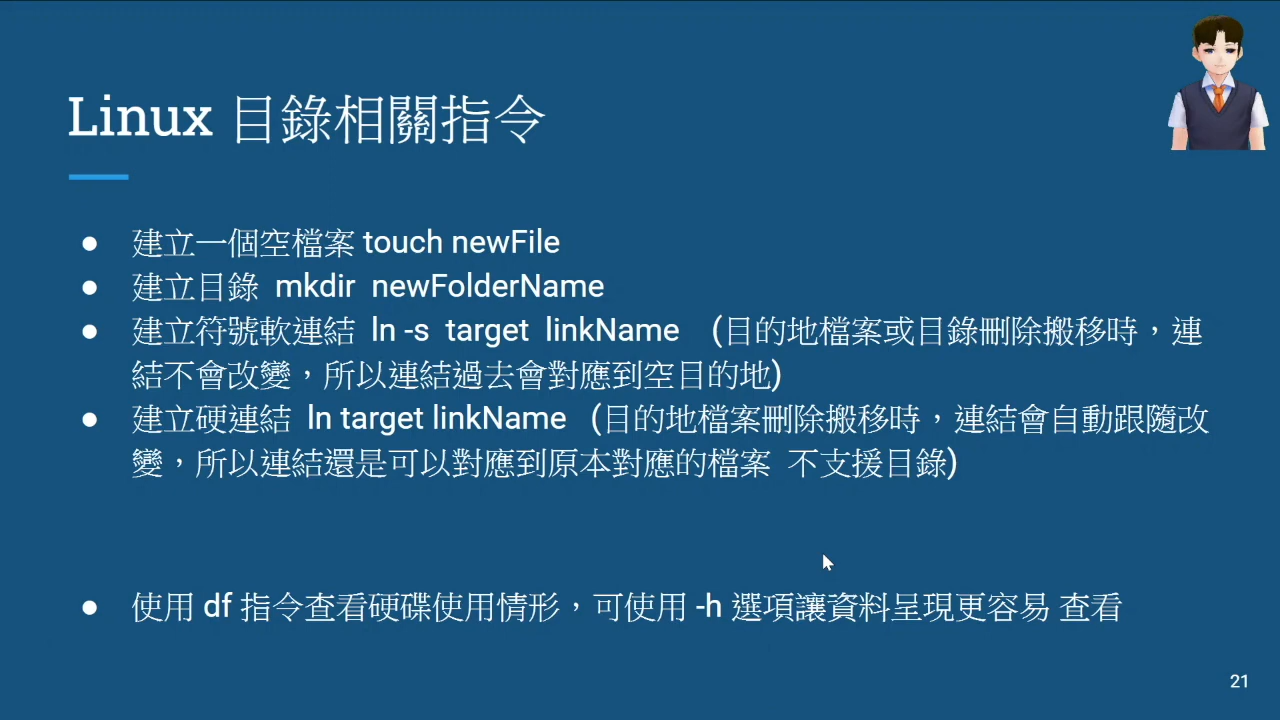 Linux 目錄相關指令
● 建立一個空檔案 touch newFile
● 建立目錄 mkdir newFolderName
● 建立符號軟連結 ln -s target linkName (目的地檔案或目錄刪除搬移時，連
結不會改變，所以連結過去會對應到空目的地)
● 建立硬連結 ln target linkName (目的地檔案刪除搬移時，連結會自動跟隨改
變，所以連結還是可以對應到原本對應的檔案 不支援目錄)
● 使用 df 指令查看硬碟使用情形，可使用 -h 選項讓資料呈現更容易 查看
21